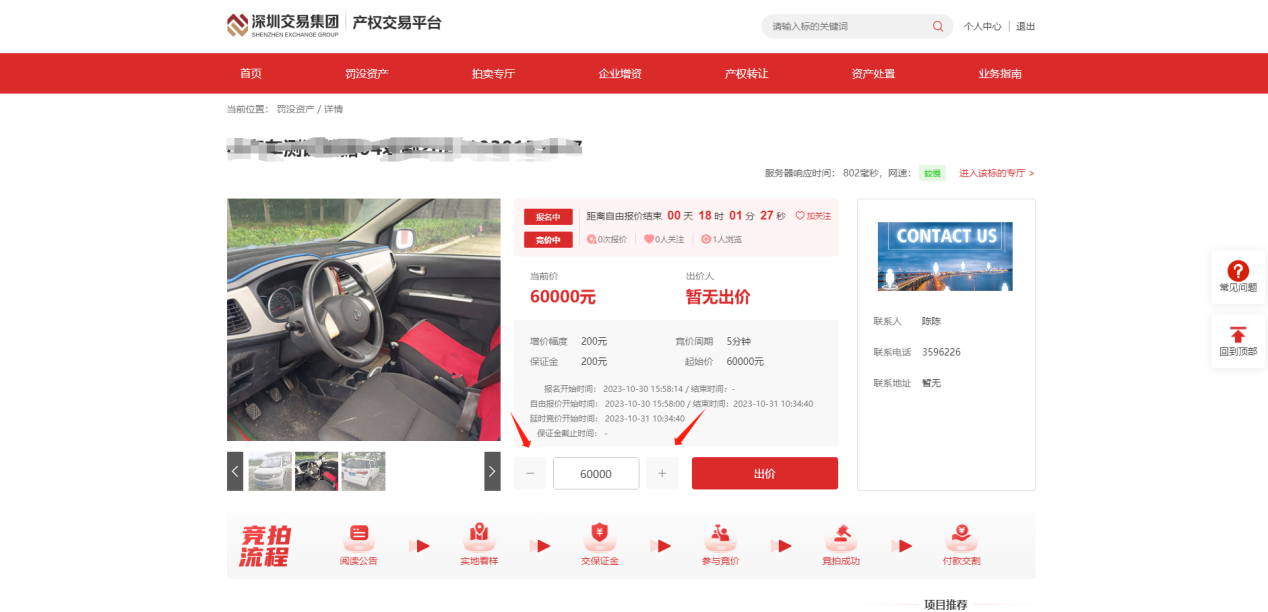 深圳交易集团 产权交易平台
SHENZHEN EXCHANGE GROUP
请输入标的关键词
个人中心 | 退出
首页 罚没资产 拍卖专厅 企业增资 产权转让 资产处置 业务指南
当前位置： 罚没资产 / 详情
服务器响应时间： 802毫秒，网速： 较慢 进入该标的专厅 >
报名中 距离自由报价结束 00 天 18 时 01 分 27 秒 加关注
竞价中 0次报价 0人关注 1人浏览
当前价 出价人
60000元 暂无出价
增价幅度 200元 竞价周期 5分钟
保证金 200元 起始价 60000元
报名开始时间： 2023-10-30 15:58:14 / 结束时间： -
自由报价开始时间： 2023-10-30 15:58:00 / 结束时间： 2023-10-31 10:34:40
延时竞价开始时间： 2023-10-31 10:34:40
保证金截止时间： -
− 60000 + 出价
CONTACT US
联系人 陈陈
联系电话 3596226
联系地址 暂无
常见问题
回到顶部
竞拍
流程
阅读公告 实地看样 交保证金 参与竞价 竞拍成功 付款交割
项目推荐